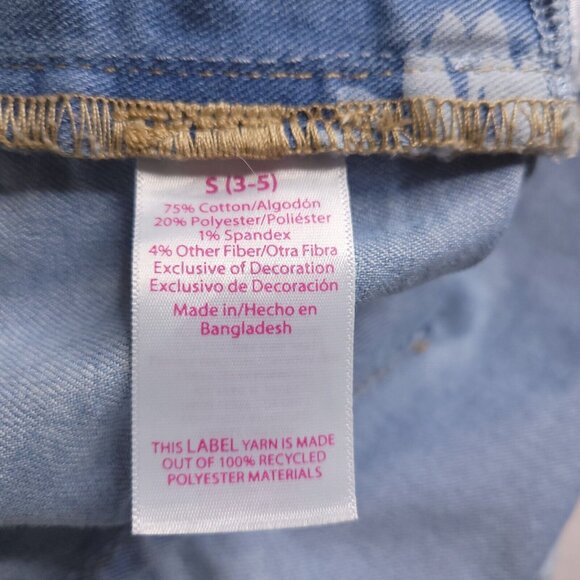 S (3-5)
75% Cotton/Algodón
20% Polyester/Poliéster
1% Spandex
4% Other Fiber/Otra Fibra
Exclusive of Decoration
Exclusivo de Decoración
Made in/Hecho en
Bangladesh
THIS LABEL YARN IS MADE
OUT OF 100% RECYCLED
POLYESTER MATERIALS